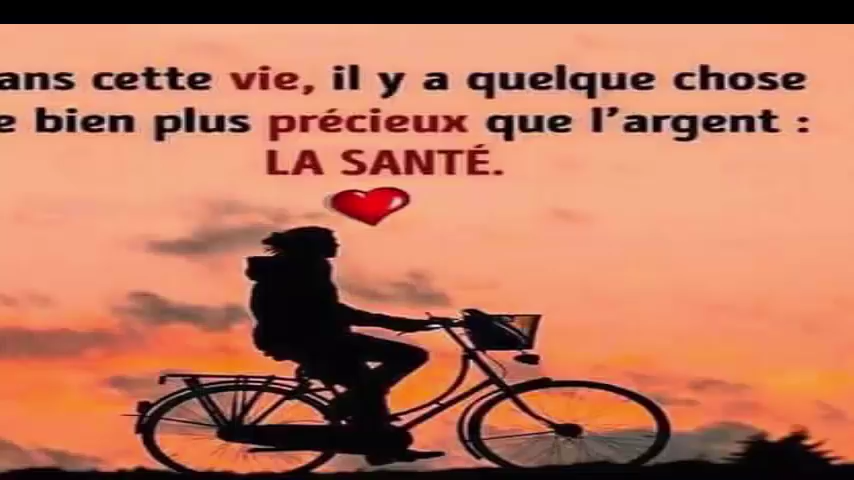 ans cette vie, il y a quelque chose
e bien plus précieux que l'argent :
LA SANTÉ.